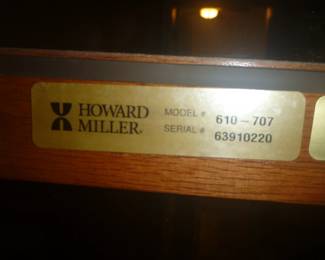 HOWARD
MILLER®
MODEL # 610-707
SERIAL # 63910220